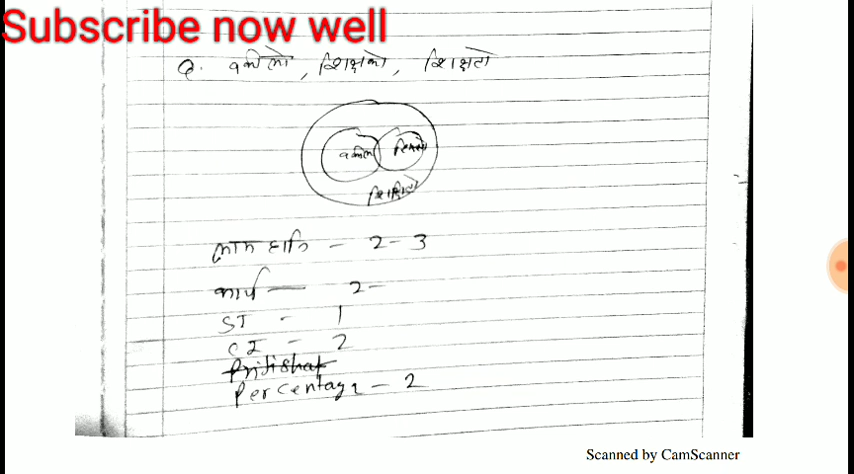 Subscribe now well
Q. वकीलो, शिक्षको, शिक्षितो
वकील शिक्षको
शिक्षितो
लाभ हानि - 2-3
कार्य — 2-
ST - 1
CI - 2
Percentage - 2
Scanned by CamScanner